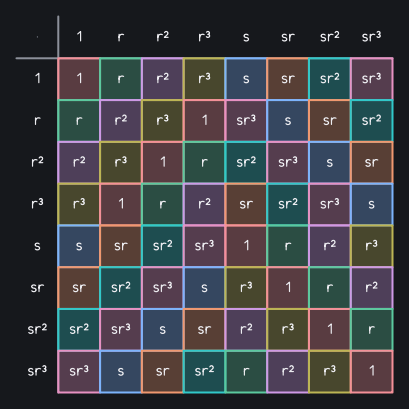 · 1 r r² r³ s sr sr² sr³
1 1 r r² r³ s sr sr² sr³
r r r² r³ 1 sr³ s sr sr²
r² r² r³ 1 r sr² sr³ s sr
r³ r³ 1 r r² sr sr² sr³ s
s s sr sr² sr³ 1 r r² r³
sr sr sr² sr³ s r³ 1 r r²
sr² sr² sr³ s sr r² r³ 1 r
sr³ sr³ s sr sr² r r² r³ 1